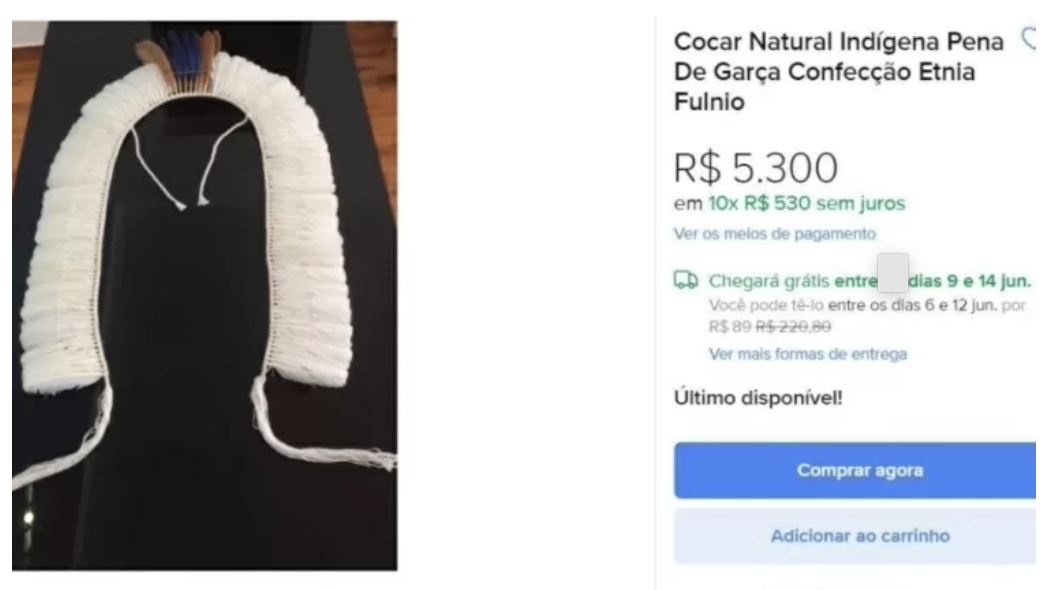 Cocar Natural Indígena Pena
De Garça Confecção Etnia
Fulnio
R$ 5.300
em 10x R$ 530 sem juros
Ver os meios de pagamento
Chegará grátis entre dias 9 e 14 jun.
Você pode tê-lo entre os dias 6 e 12 jun. por
R$ 89 R$ 220,80
Ver mais formas de entrega
Último disponível!
Comprar agora
Adicionar ao carrinho